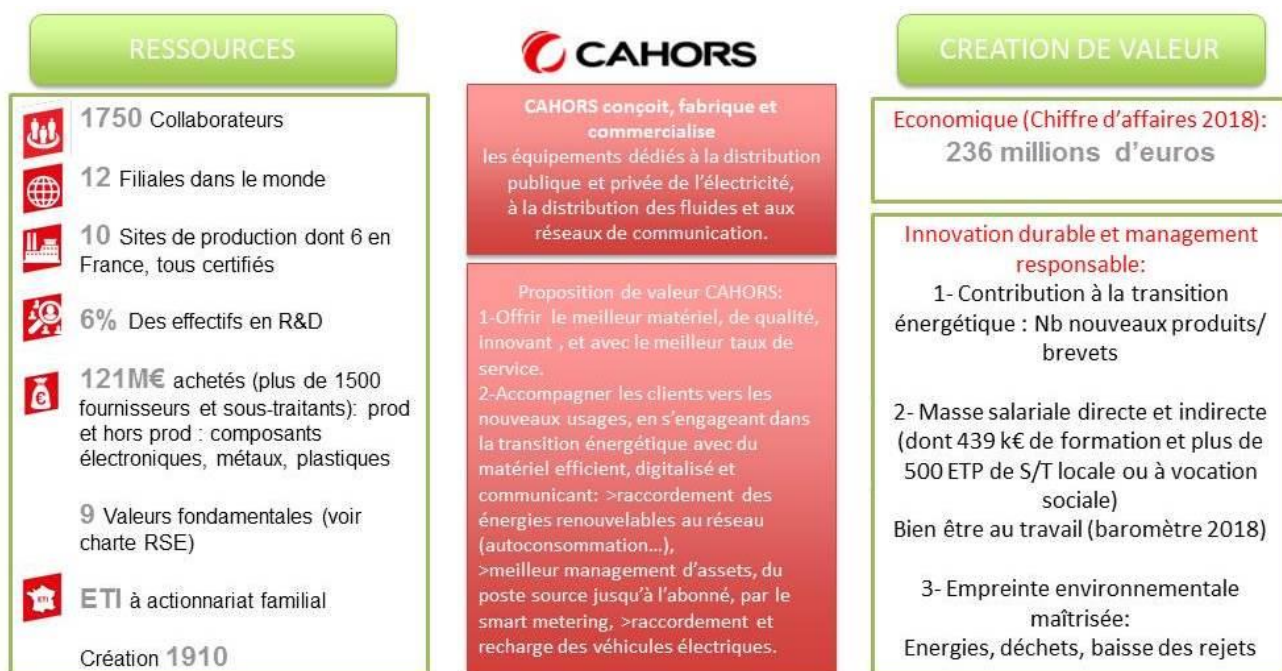 RESSOURCES
1750 Collaborateurs
12 Filiales dans le monde
10 Sites de production dont 6 en
France, tous certifiés
6% Des effectifs en R&D
121M€ achetés (plus de 1500
fournisseurs et sous-traitants): prod
et hors prod : composants
électroniques, métaux, plastiques
9 Valeurs fondamentales (voir
charte RSE)
ETI
ETI à actionnariat familial
Création 1910
CAHORS
CAHORS conçoit, fabrique et
commercialise
les équipements dédiés à la distribution
publique et privée de l'électricité,
à la distribution des fluides et aux
réseaux de communication.
Proposition de valeur CAHORS:
1-Offrir le meilleur matériel, de qualité,
innovant , et avec le meilleur taux de
service.
2-Accompagner les clients vers les
nouveaux usages, en s'engageant dans
la transition énergétique avec du
matériel efficient, digitalisé et
communicant: >raccordement des
énergies renouvelables au réseau
(autoconsommation...),
>meilleur management d'assets, du
poste source jusqu'à l'abonné, par le
smart metering, >raccordement et
recharge des véhicules électriques.
CREATION DE VALEUR
Economique (Chiffre d'affaires 2018):
236 millions d'euros
Innovation durable et management
responsable:
1- Contribution à la transition
énergétique : Nb nouveaux produits/
brevets
2- Masse salariale directe et indirecte
(dont 439 k€ de formation et plus de
500 ETP de S/T locale ou à vocation
sociale)
Bien être au travail (baromètre 2018)
3- Empreinte environnementale
maîtrisée:
Energies, déchets, baisse des rejets